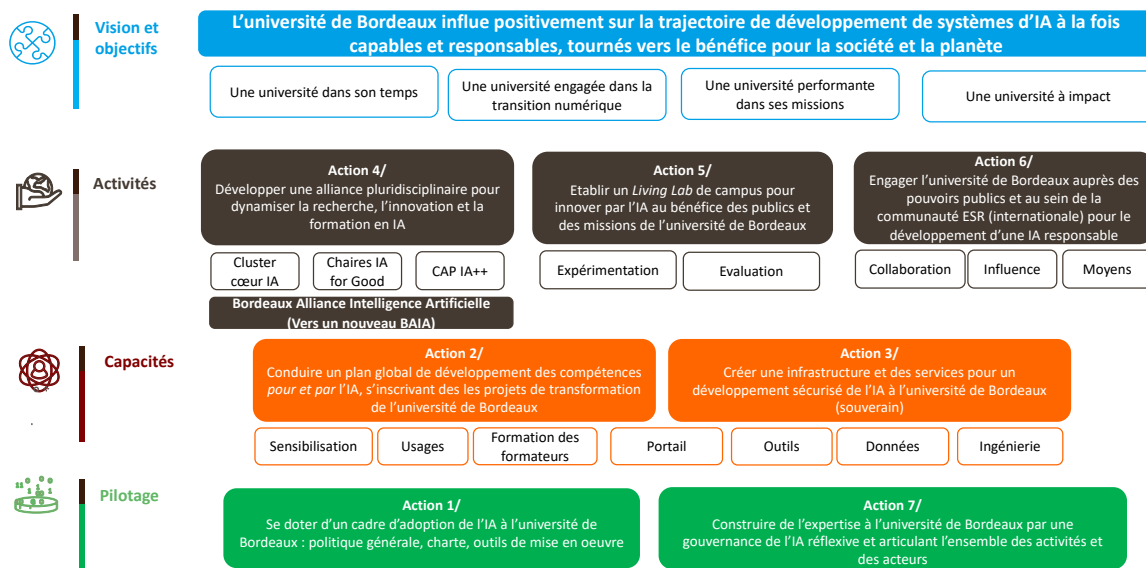 Vision et
objectifs
L'université de Bordeaux influe positivement sur la trajectoire de développement de systèmes d'IA à la fois
capables et responsables, tournés vers le bénéfice pour la société et la planète
Une université dans son temps
Une université engagée dans la
transition numérique
Une université performante
dans ses missions
Une université à impact
Activités
Action 4/
Développer une alliance pluridisciplinaire pour
dynamiser la recherche, l'innovation et la
formation en IA
Action 5/
Etablir un Living Lab de campus pour
innover par l'IA au bénéfice des publics et
des missions de l'université de Bordeaux
Action 6/
Engager l'université de Bordeaux auprès des
pouvoirs publics et au sein de la
communauté ESR (internationale) pour le
développement d'une IA responsable
Cluster
cœur IA
Chaires IA
for Good
CAP IA++
Expérimentation
Evaluation
Collaboration
Influence
Moyens
Bordeaux Alliance Intelligence Artificielle
(Vers un nouveau BAIA)
Capacités
Action 2/
Conduire un plan global de développement des compétences
pour et par l'IA, s'inscrivant des les projets de transformation
de l'université de Bordeaux
Action 3/
Créer une infrastructure et des services pour un
développement sécurisé de l'IA à l'université de Bordeaux
(souverain)
Sensibilisation
Usages
Formation des
formateurs
Portail
Outils
Données
Ingénierie
Pilotage
Action 1/
Se doter d'un cadre d'adoption de l'IA à l'université de
Bordeaux : politique générale, charte, outils de mise en oeuvre
Action 7/
Construire de l'expertise à l'université de Bordeaux par une
gouvernance de l'IA réflexive et articulant l'ensemble des activités et
des acteurs